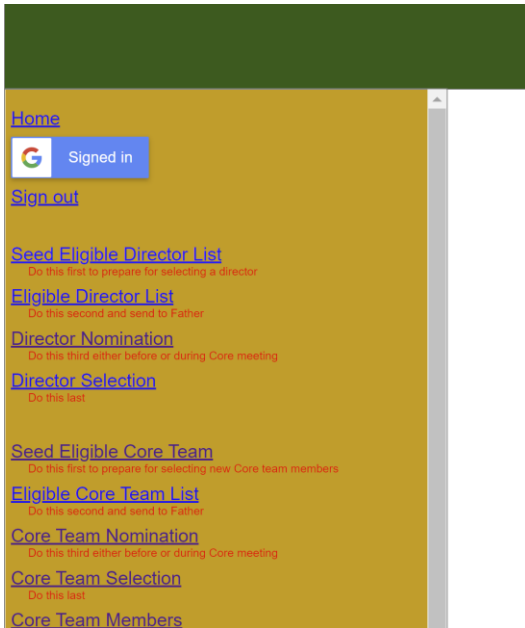 Home
Signed in
Sign out
Seed Eligible Director List
Do this first to prepare for selecting a director
Eligible Director List
Do this second and send to Father
Director Nomination
Do this third either before or during Core meeting
Director Selection
Do this last
Seed Eligible Core Team
Do this first to prepare for selecting new Core team members
Eligible Core Team List
Do this second and send to Father
Core Team Nomination
Do this third either before or during Core meeting
Core Team Selection
Do this last
Core Team Members